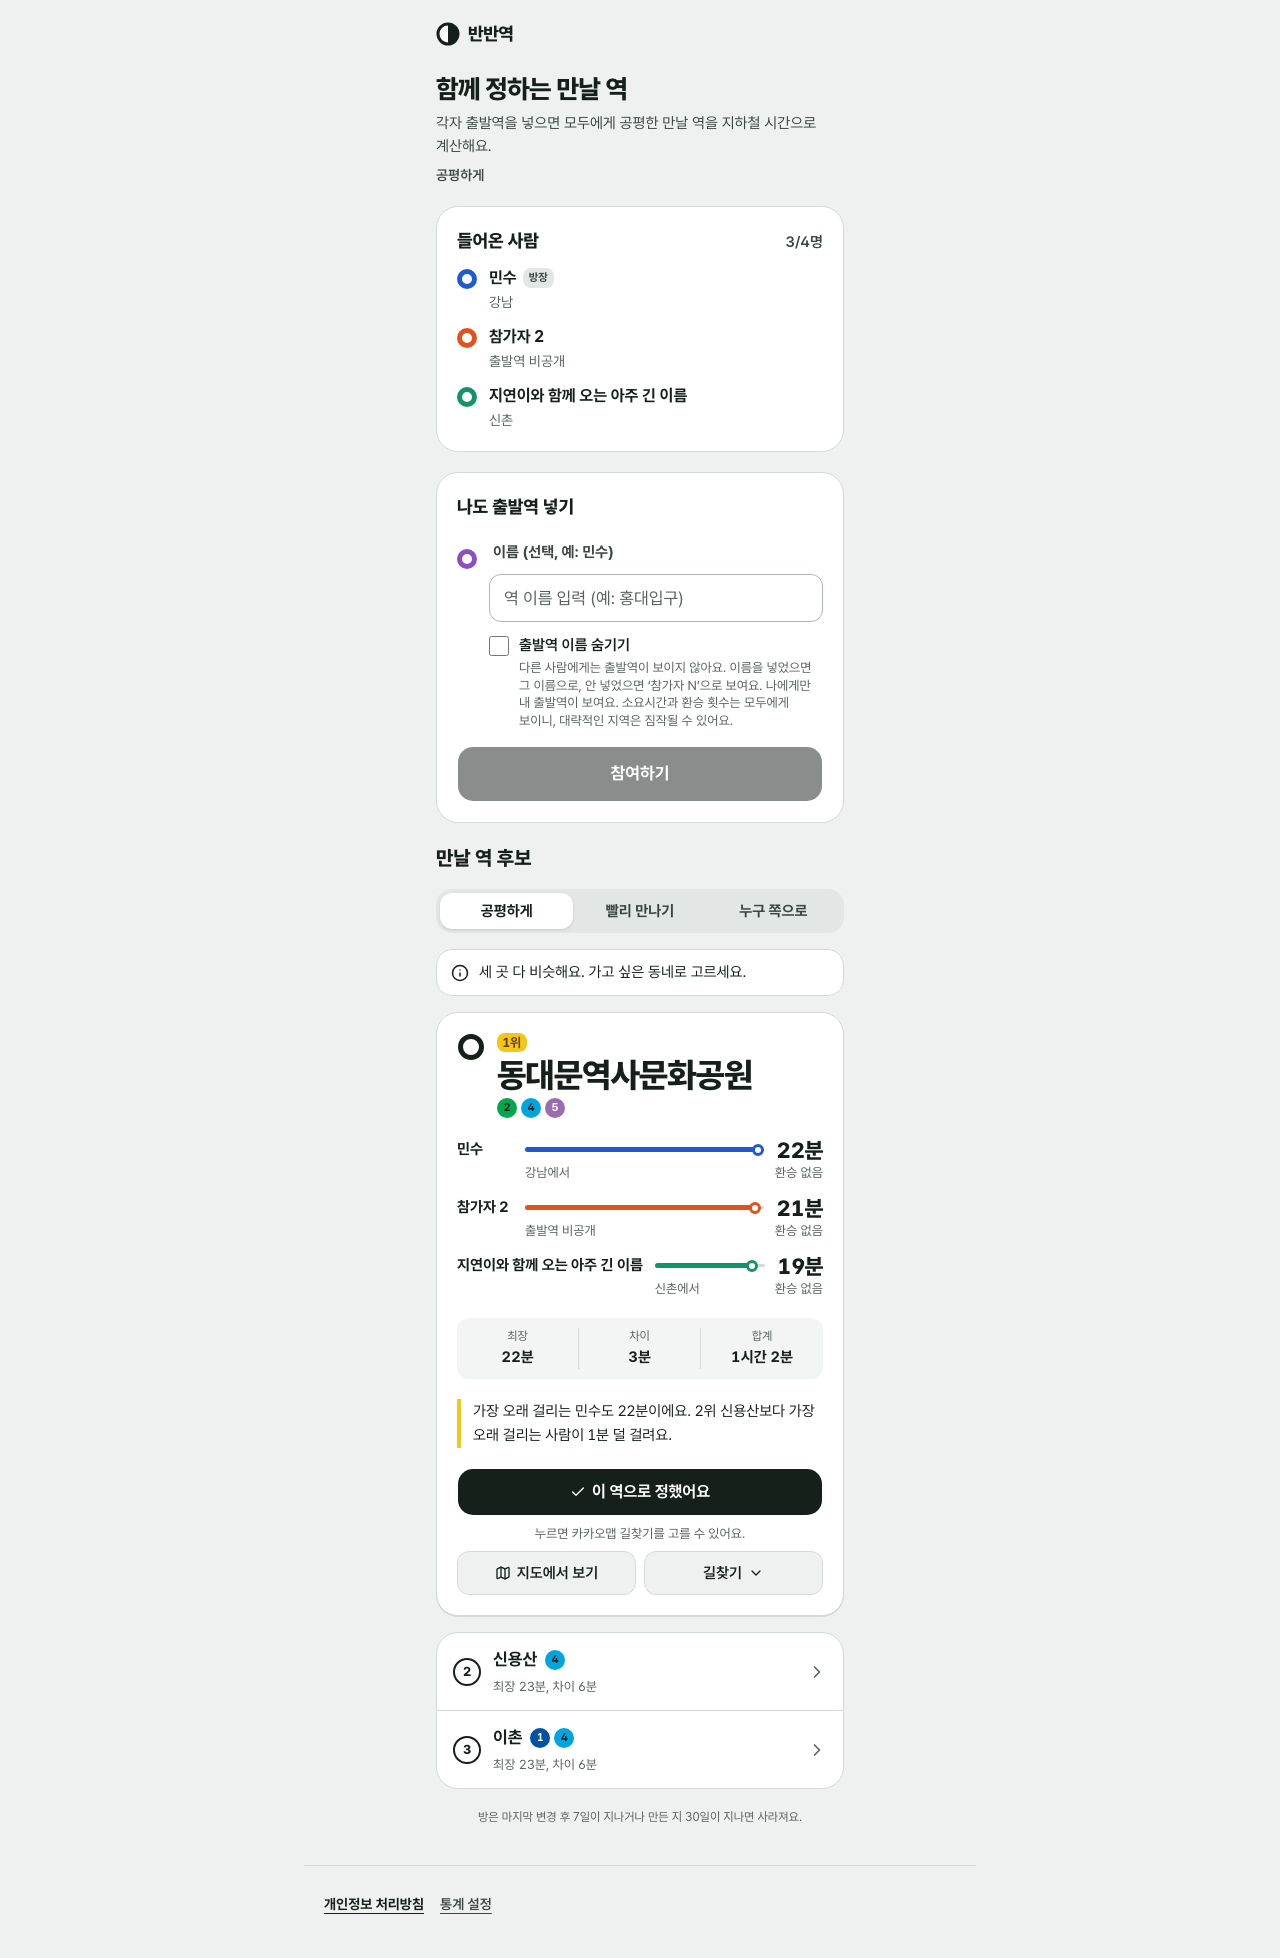 반반역
함께 정하는 만날 역
각자 출발역을 넣으면 모두에게 공평한 만날 역을 지하철 시간으로
계산해요.
공평하게
들어온 사람
3/4명
민수 방장
강남
참가자 2
출발역 비공개
지연이와 함께 오는 아주 긴 이름
신촌
나도 출발역 넣기
이름 (선택, 예: 민수)
역 이름 입력 (예: 홍대입구)
출발역 이름 숨기기
다른 사람에게는 출발역이 보이지 않아요. 이름을 넣었으면
그 이름으로, 안 넣었으면 ‘참가자 N’으로 보여요. 나에게만
내 출발역이 보여요. 소요시간과 환승 횟수는 모두에게
보이니, 대략적인 지역은 짐작될 수 있어요.
참여하기
만날 역 후보
공평하게 빨리 만나기 누구 쪽으로
세 곳 다 비슷해요. 가고 싶은 동네로 고르세요.
1위
동대문역사문화공원
2 4 5
민수 22분
강남에서 환승 없음
참가자 2 21분
출발역 비공개 환승 없음
지연이와 함께 오는 아주 긴 이름 19분
신촌에서 환승 없음
최장 차이 합계
22분 3분 1시간 2분
가장 오래 걸리는 민수도 22분이에요. 2위 신용산보다 가장
오래 걸리는 사람이 1분 덜 걸려요.
이 역으로 정했어요
누르면 카카오맵 길찾기를 고를 수 있어요.
지도에서 보기 길찾기
2 신용산 4
최장 23분, 차이 6분
3 이촌 1 4
최장 23분, 차이 6분
방은 마지막 변경 후 7일이 지나거나 만든 지 30일이 지나면 사라져요.
개인정보 처리방침 통계 설정